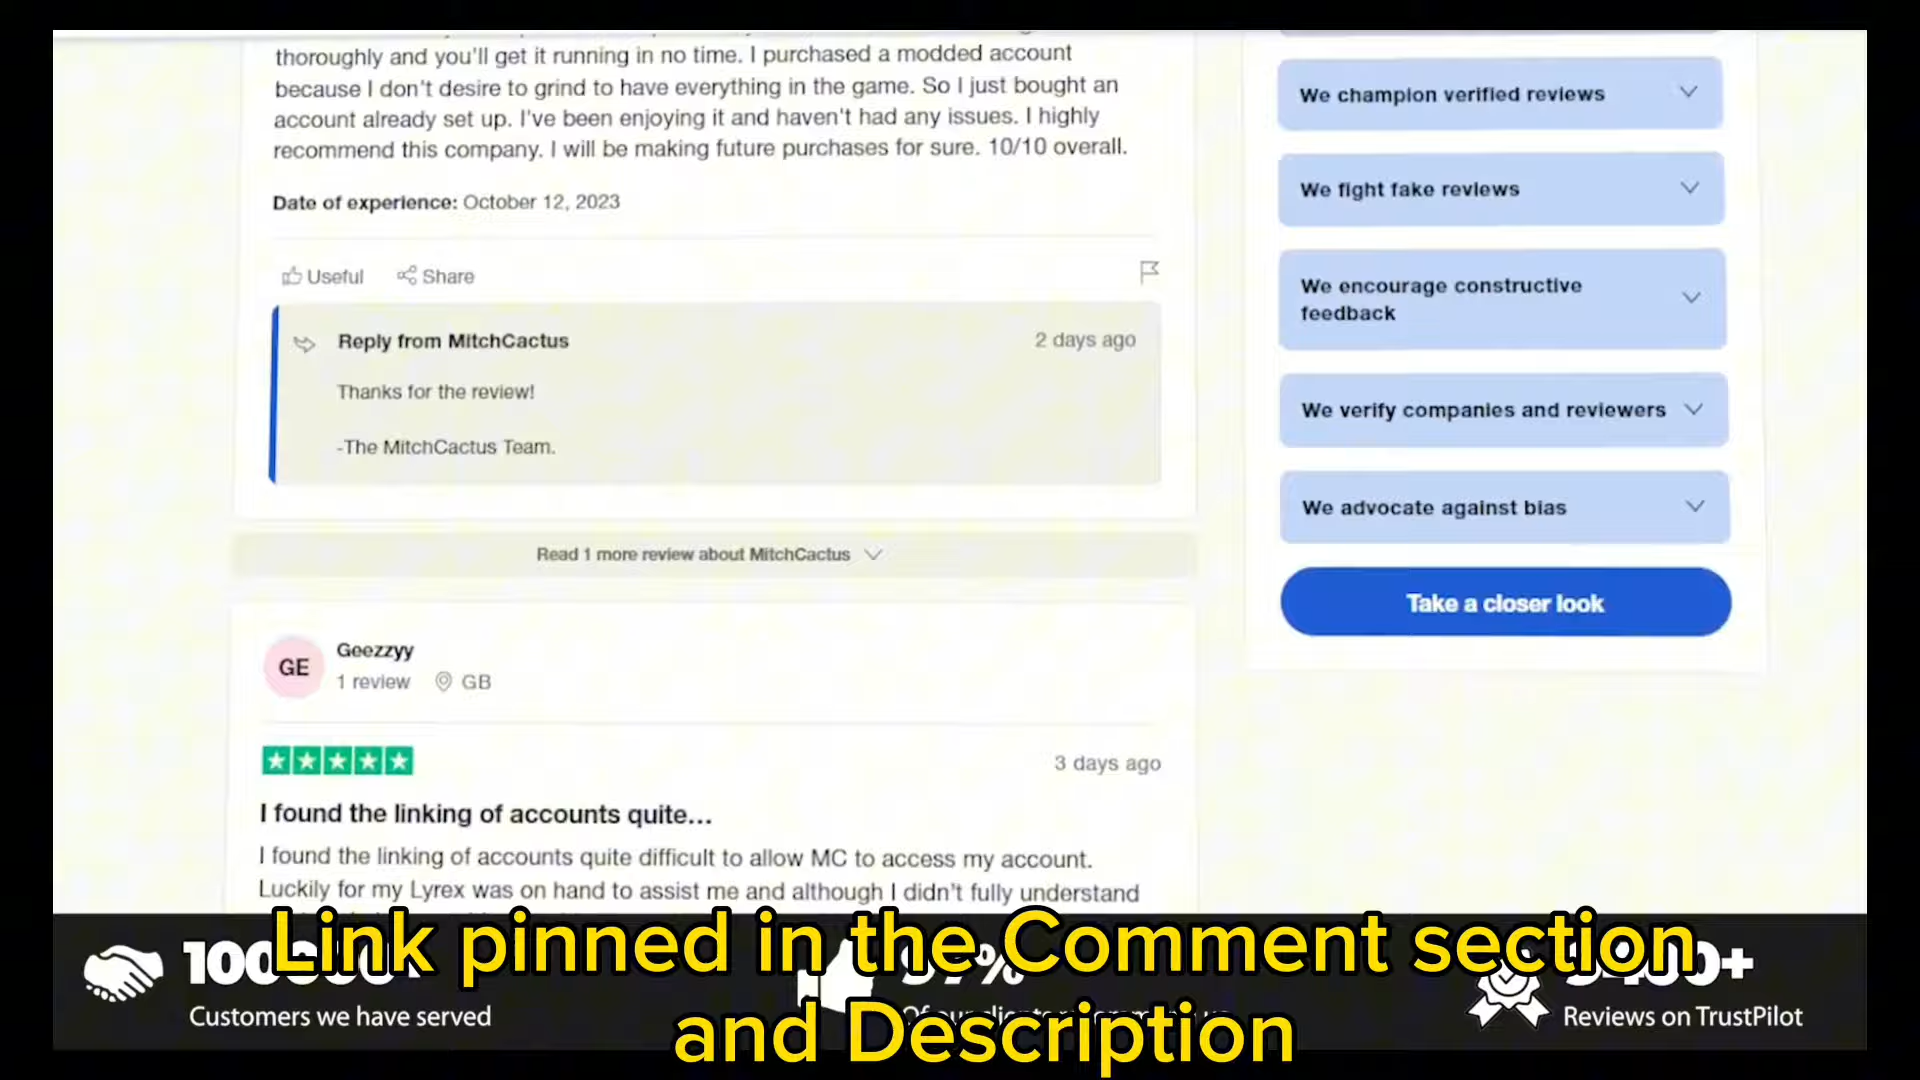 thoroughly and you'll get it running in no time. I purchased a modded account
because I don't desire to grind to have everything in the game. So I just bought an
account already set up. I've been enjoying it and haven't had any issues. I highly
recommend this company. I will be making future purchases for sure. 10/10 overall.
Date of experience: October 12, 2023
Useful Share
Reply from MitchCactus 2 days ago
Thanks for the review!
-The MitchCactus Team.
Read 1 more review about MitchCactus
GE
Geezzyy
1 review GB
3 days ago
I found the linking of accounts quite...
I found the linking of accounts quite difficult to allow MC to access my account.
Luckily for my Lyrex was on hand to assist me and although I didn't fully understand
We champion verified reviews
We fight fake reviews
We encourage constructive
feedback
We verify companies and reviewers
We advocate against bias
Take a closer look
Customers we have served
Reviews on TrustPilot
Link pinned in the Comment section
and Description